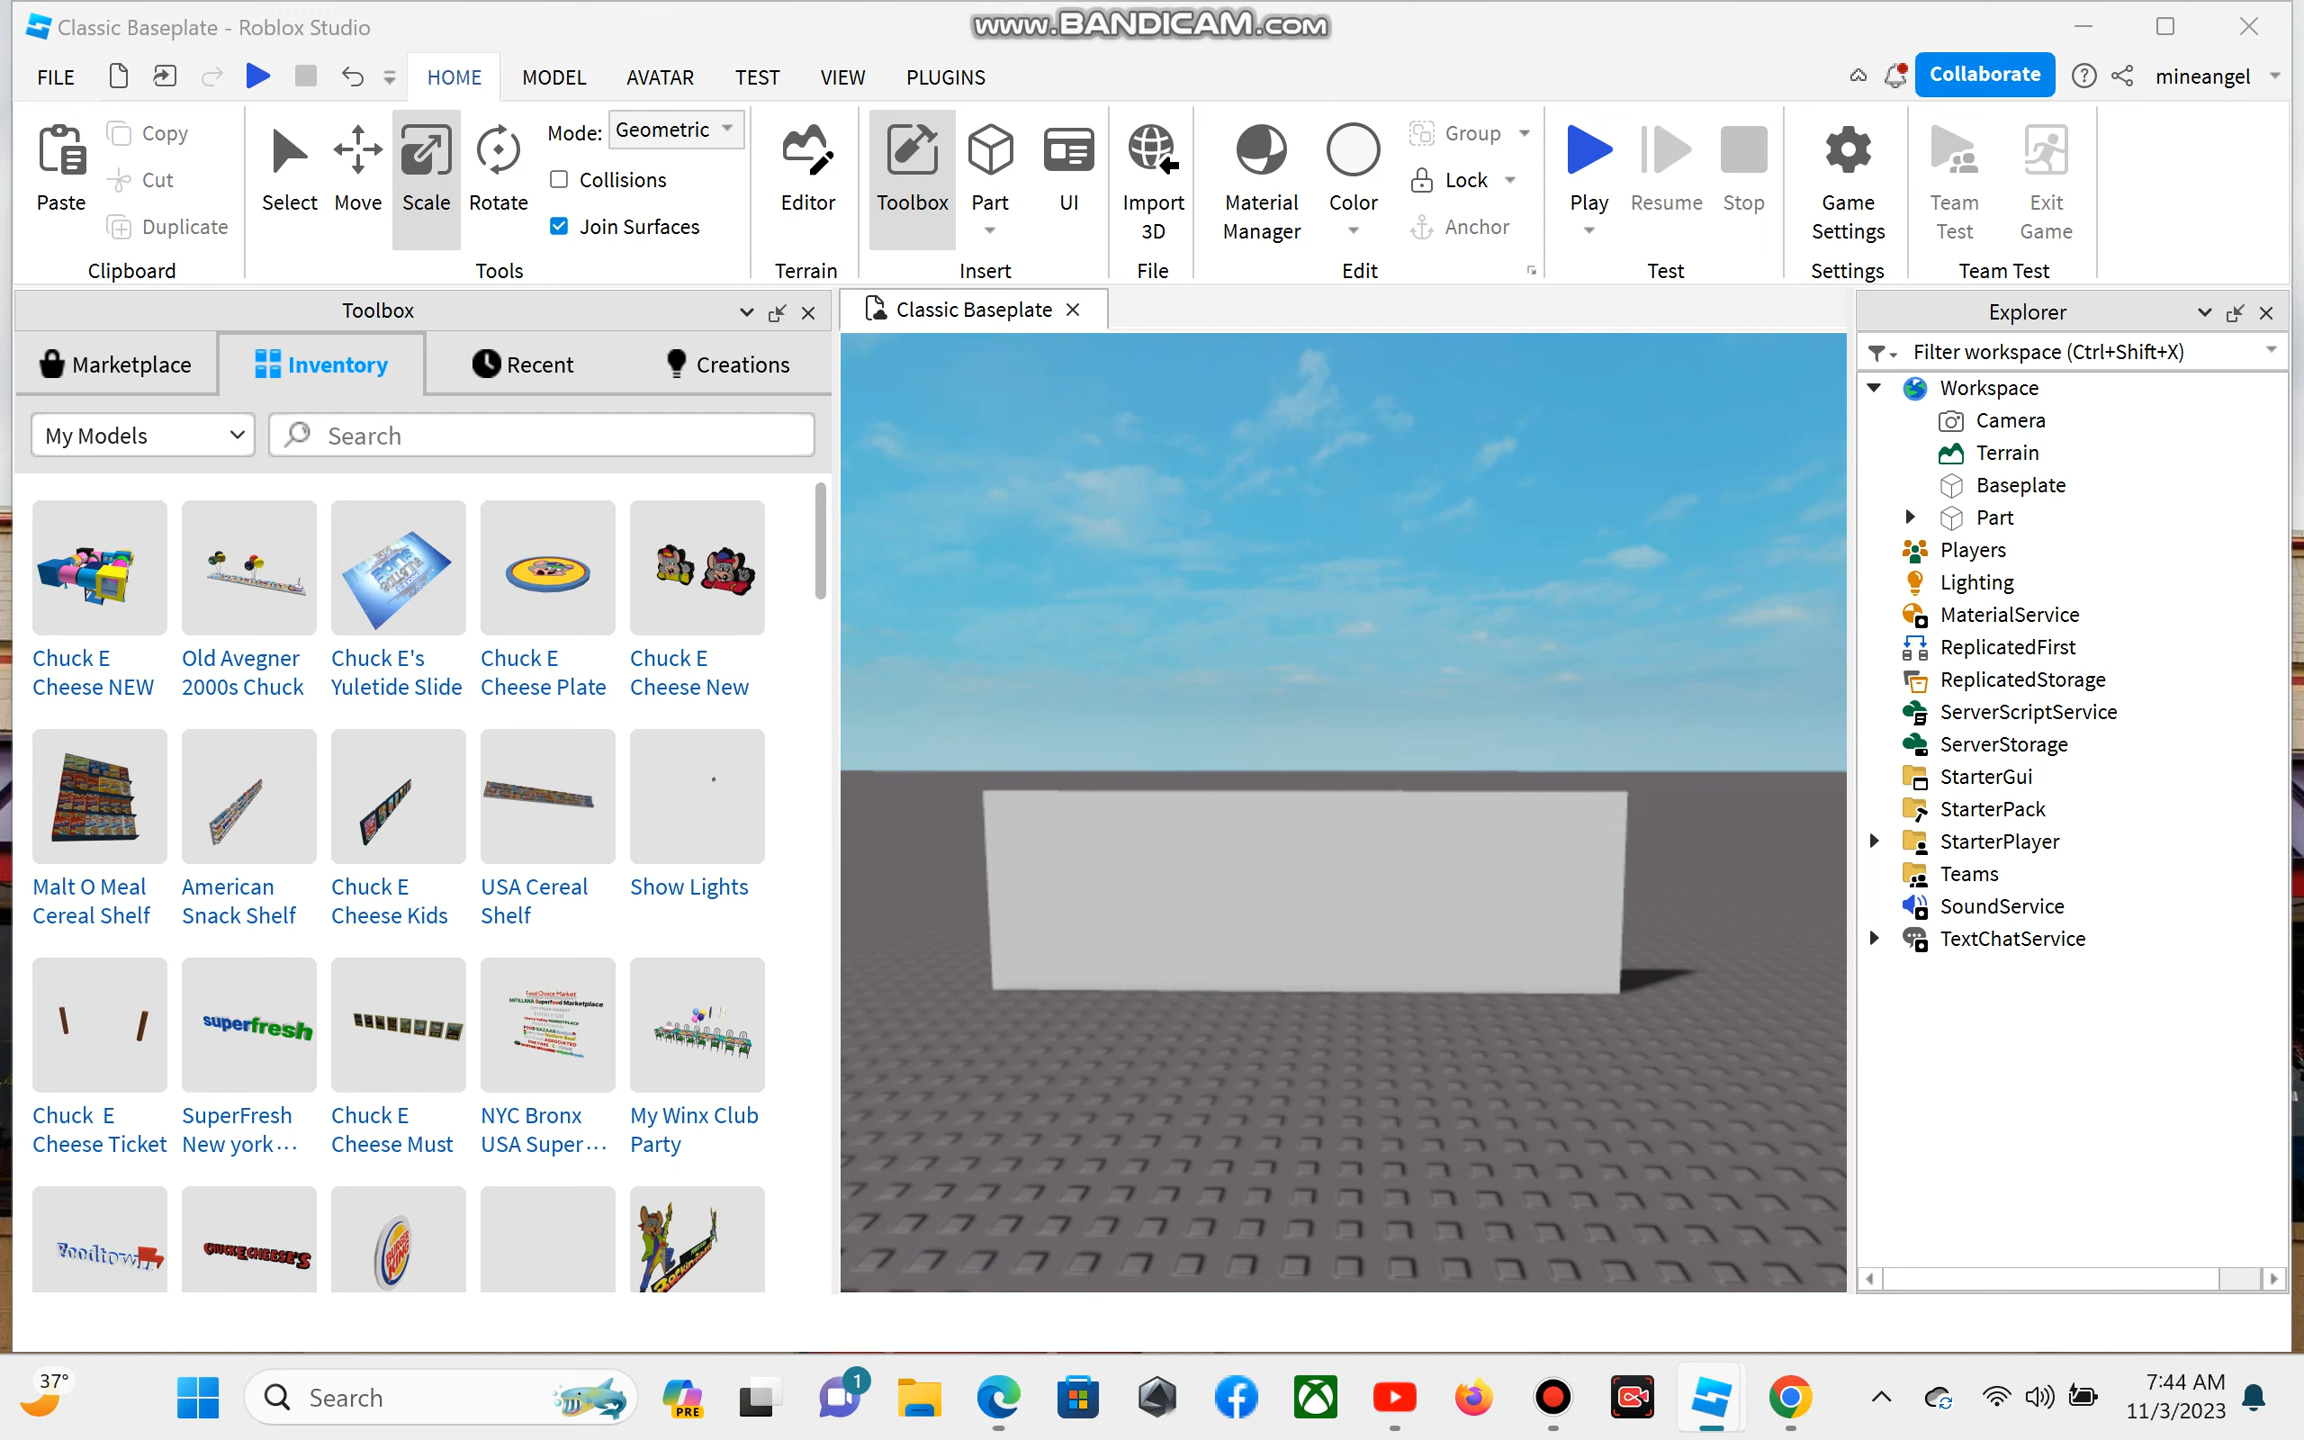 Classic Baseplate - Roblox Studio
www.BANDICAM.com
FILE HOME MODEL AVATAR TEST VIEW PLUGINS
Collaborate
mineangel
Paste
Copy
Cut
Duplicate
Clipboard
Select Move Scale Rotate
Mode: Geometric
Collisions
Join Surfaces
Tools
Editor
Terrain
Toolbox Part UI
Insert
Import
3D
File
Material
Manager
Color
Group
Lock
Anchor
Edit
Play Resume Stop
Test
Game
Settings
Settings
Team
Test
Exit
Game
Team Test
Toolbox
Marketplace Inventory Recent Creations
My Models
Search
Chuck E
Cheese NEW
Old Avegner
2000s Chuck
Chuck E's
Yuletide Slide
Chuck E
Cheese Plate
Chuck E
Cheese New
Malt O Meal
Cereal Shelf
American
Snack Shelf
Chuck E
Cheese Kids
USA Cereal
Shelf
Show Lights
superfresh
Chuck E
Cheese Ticket
SuperFresh
New york...
Chuck E
Cheese Must
NYC Bronx
USA Super...
My Winx Club
Party
Foodtown
CHUCK E. CHEESE'S
BURGER
KING
Classic Baseplate
Explorer
Filter workspace (Ctrl+Shift+X)
Workspace
Camera
Terrain
Baseplate
Part
Players
Lighting
MaterialService
ReplicatedFirst
ReplicatedStorage
ServerScriptService
ServerStorage
StarterGui
StarterPack
StarterPlayer
Teams
SoundService
TextChatService
37°
Search
PRE
1
7:44 AM
11/3/2023